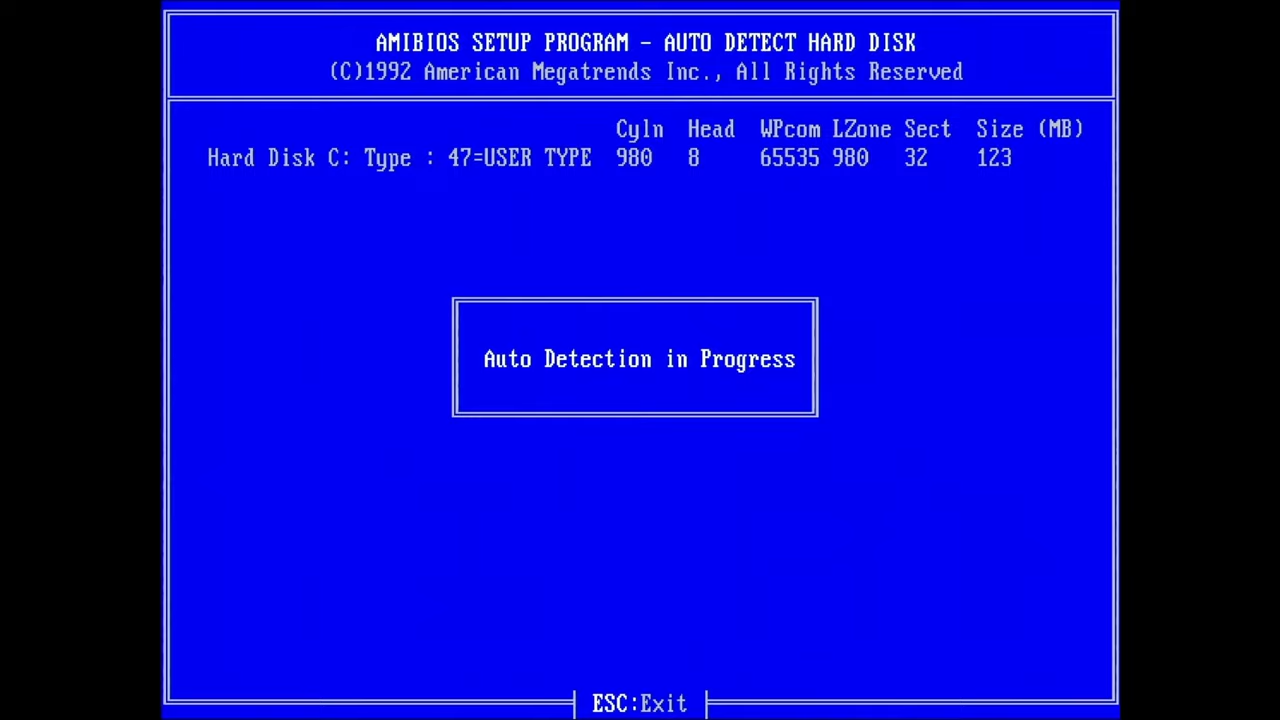 AMIBIOS SETUP PROGRAM - AUTO DETECT HARD DISK
(C)1992 American Megatrends Inc., All Rights Reserved
Cyln Head WPcom LZone Sect Size (MB)
Hard Disk C: Type : 47=USER TYPE 980 8 65535 980 32 123
Auto Detection in Progress
ESC:Exit